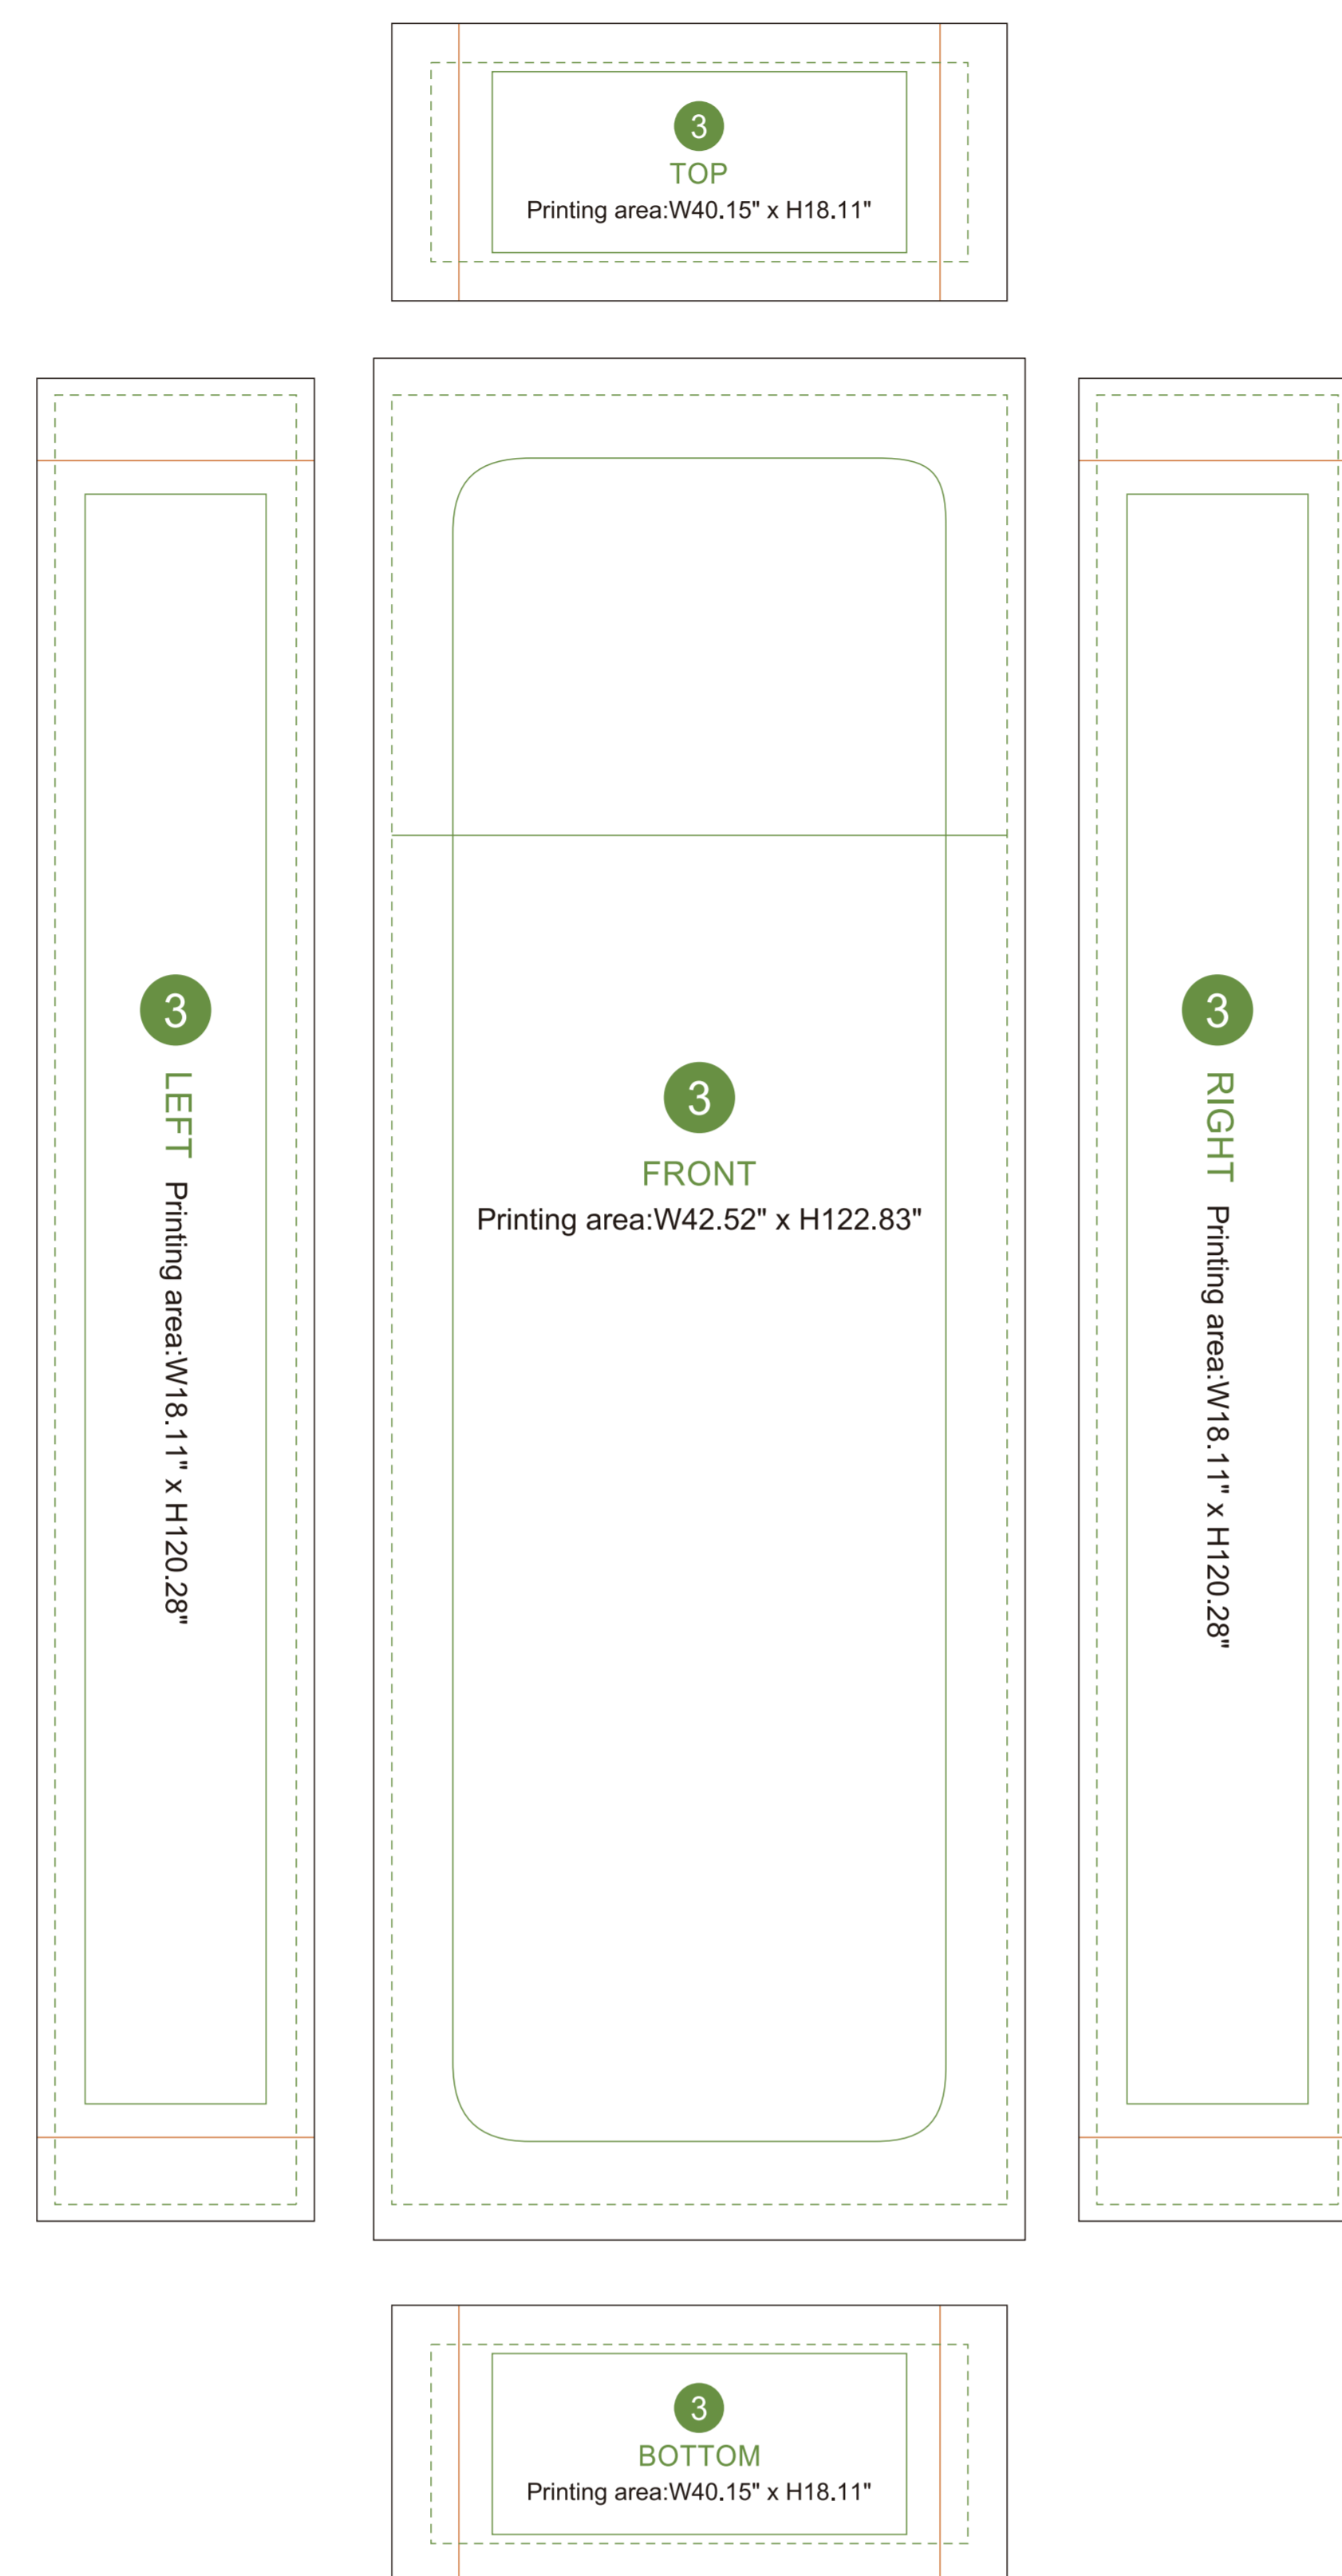 3
TOP
Printing area:W40.15" x H18.11"
3
LEFT Printing area:W18.11" x H120.28"
3
FRONT
Printing area:W42.52" x H122.83"
3
RIGHT Printing area:W18.11" x H120.28"
3
BOTTOM
Printing area:W40.15" x H18.11"